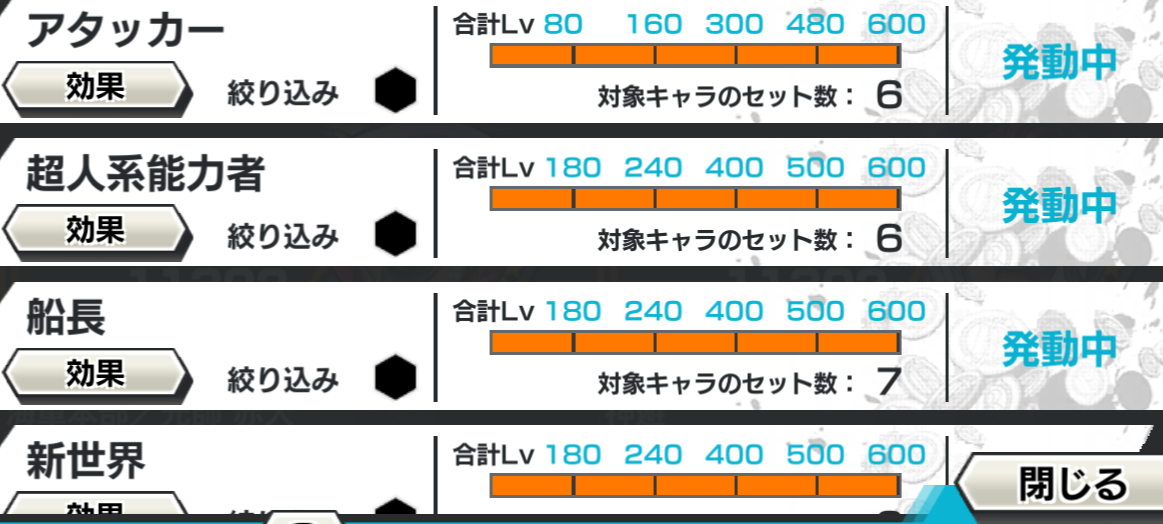 アタッカー
合計Lv 80 160 300 480 600
効果
絞り込み
対象キャラのセット数： 6
発動中
超人系能力者
合計Lv 180 240 400 500 600
効果
絞り込み
対象キャラのセット数： 6
発動中
船長
合計Lv 180 240 400 500 600
効果
絞り込み
対象キャラのセット数： 7
発動中
新世界
合計Lv 180 240 400 500 600
効果
閉じる